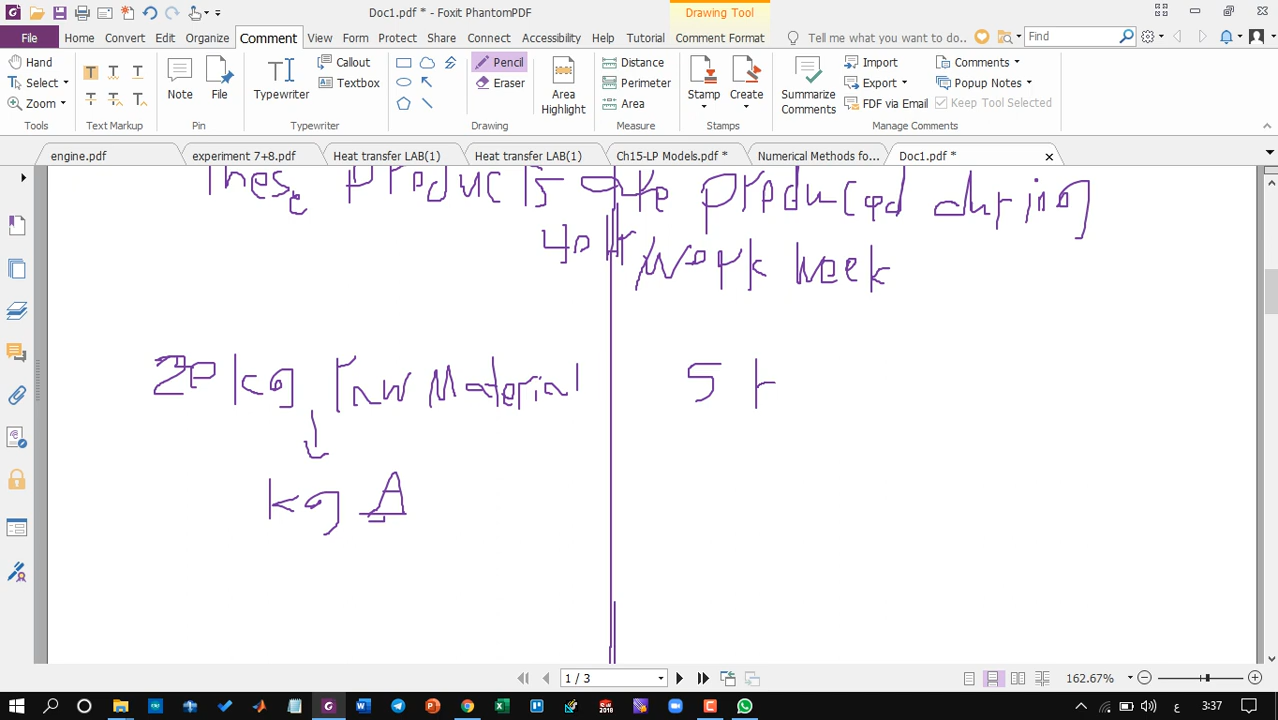 Doc1.pdf * - Foxit PhantomPDF
Drawing Tool
File Home Convert Edit Organize Comment View Form Protect Share Connect Accessibility Help Tutorial Comment Format Tell me what you want to do.. Find
Hand
Select
Zoom
Tools
Text Markup
Note
File
Pin
Typewriter
Callout
Textbox
Typewriter
Pencil
Eraser
Drawing
Area Highlight
Distance
Perimeter
Area
Measure
Stamp
Create
Stamps
Summarize Comments
Import
Export
FDF via Email
Comments
Popup Notes
Keep Tool Selected
Manage Comments
engine.pdf experiment 7+8.pdf Heat transfer LAB(1) Heat transfer LAB(1) Ch15-LP Models.pdf * Numerical Methods fo... Doc1.pdf *
These products are produced during
40 hr work week
20 kg raw Material 5
kg A
1 / 3
162.67%
ع 3:37